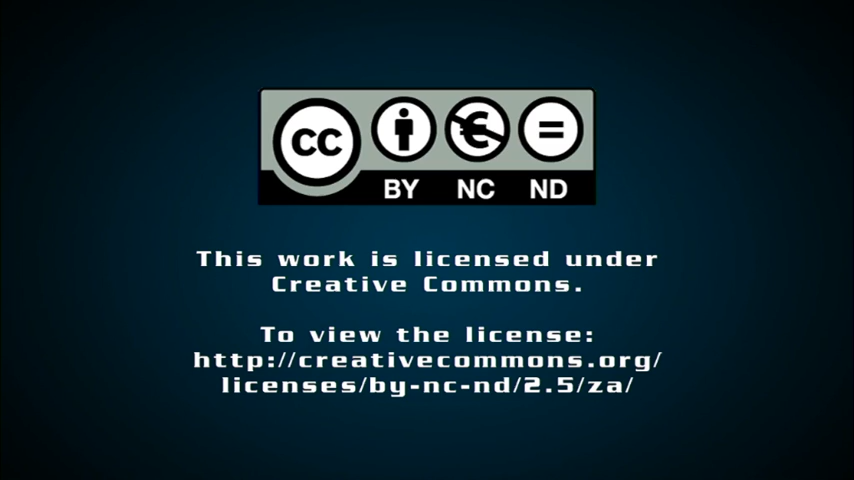 CC
BY NC ND
This work is licensed under
Creative Commons.
To view the license:
http://creativecommons.org/
licenses/by-nc-nd/2.5/za/